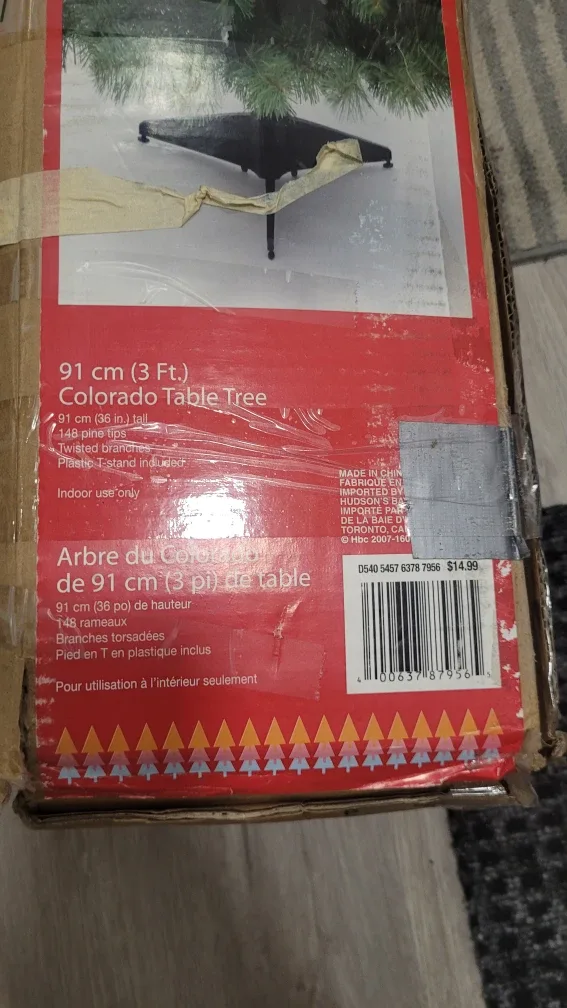 91 cm (3 Ft.)
Colorado Table Tree
91 cm (36 in.) tall
148 pine tips
Twisted branches
Plastic T-stand included
Indoor use only
MADE IN CHIN
FABRIQUE EN
IMPORTED BY
HUDSON'S BA
IMPORTÉ PAR
DE LA BAIE D'
TORONTO, CA
© Hbc 2007-160
Arbre du Colorado
de 91 cm (3 pi) de table
91 cm (36 po) de hauteur
148 rameaux
Branches torsadées
Pied en T en plastique inclus
Pour utilisation à l'intérieur seulement
D540 5457 6378 7956 $14.99
4 00637 87956